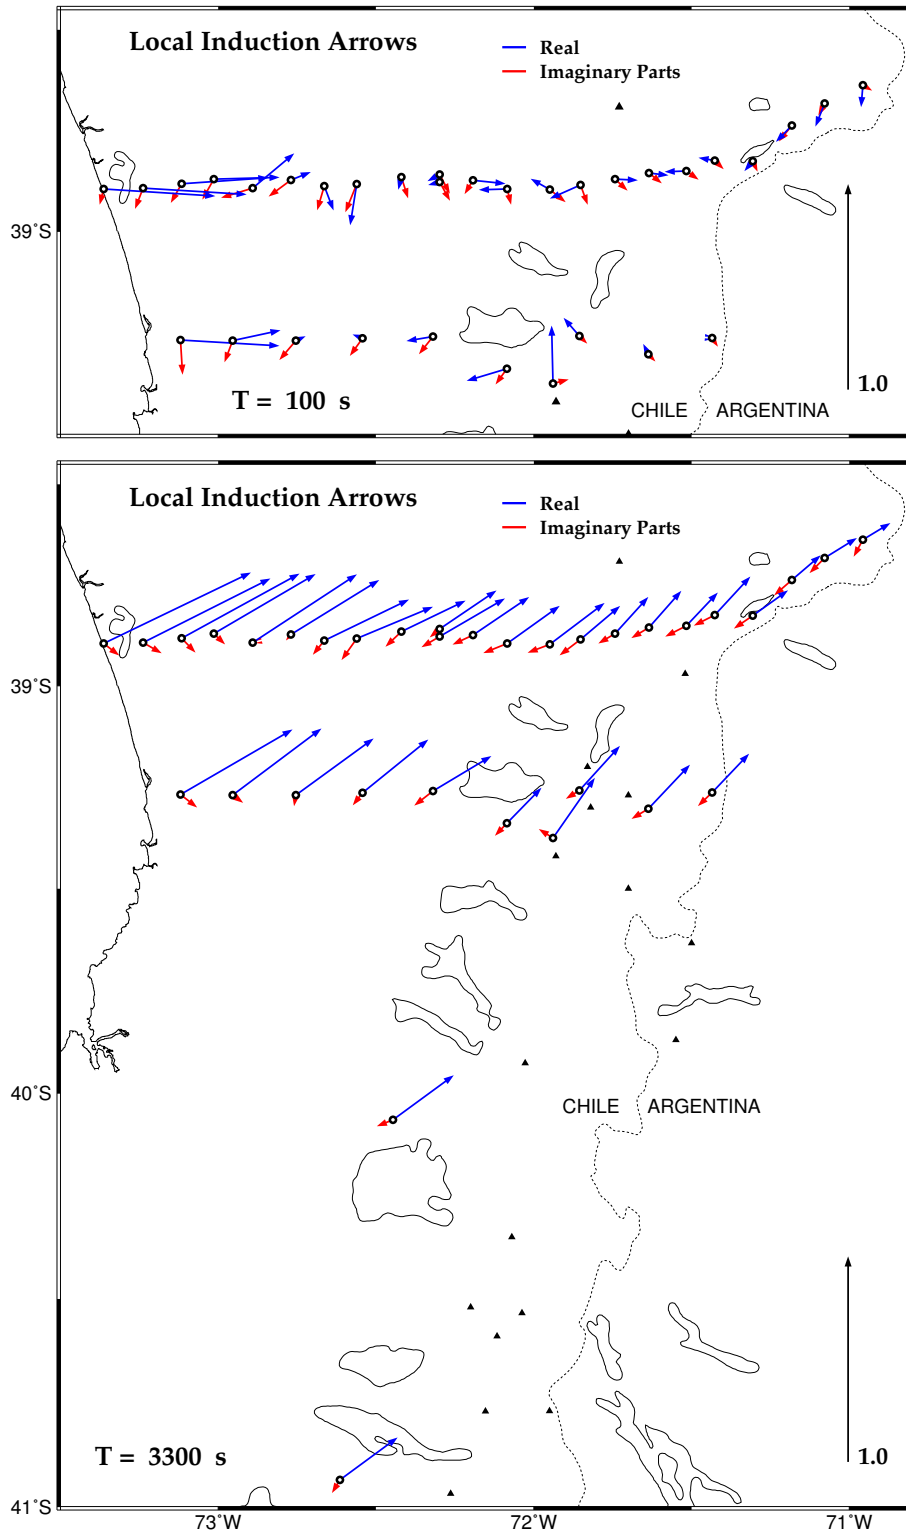 Local Induction Arrows
Real
Imaginary Parts
39°S
1.0
T = 100 s
CHILE ARGENTINA
Local Induction Arrows
Real
Imaginary Parts
39°S
40°S
CHILE ARGENTINA
T = 3300 s
1.0
41°S
73°W 72°W 71°W